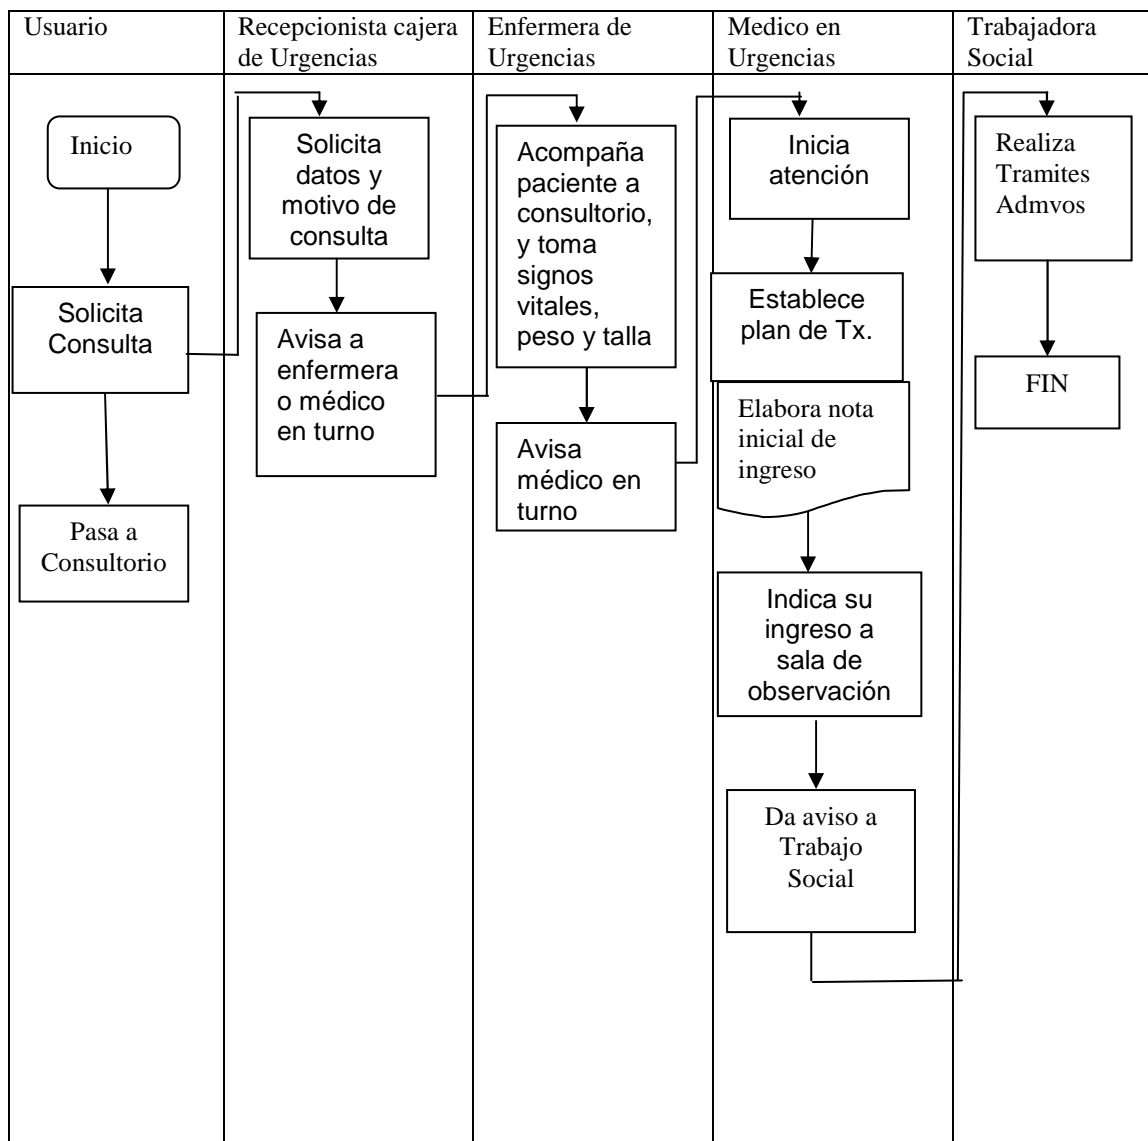 Usuario
Recepcionista cajera
de Urgencias
Enfermera de
Urgencias
Medico en
Urgencias
Trabajadora
Social
Inicio
Solicita
Consulta
Pasa a
Consultorio
Solicita
datos y
motivo de
consulta
Avisa a
enfermera
o médico
en turno
Acompaña
paciente a
consultorio,
y toma
signos
vitales,
peso y talla
Avisa
médico en
turno
Inicia
atención
Establece
plan de Tx.
Elabora nota
inicial de
ingreso
Indica su
ingreso a
sala de
observación
Da aviso a
Trabajo
Social
Realiza
Tramites
Admvos
FIN